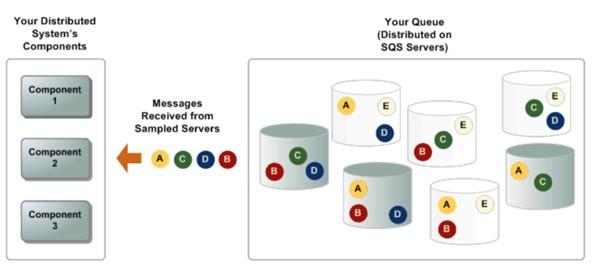 Your Distributed
System's
Components
Component
1
Component
2
Component
3
Messages
Received from
Sampled Servers
A C D B
Your Queue
(Distributed on
SQS Servers)
A E
D
E
C
B
E
C
D
C
B D
A
B D
A E
B
A
C